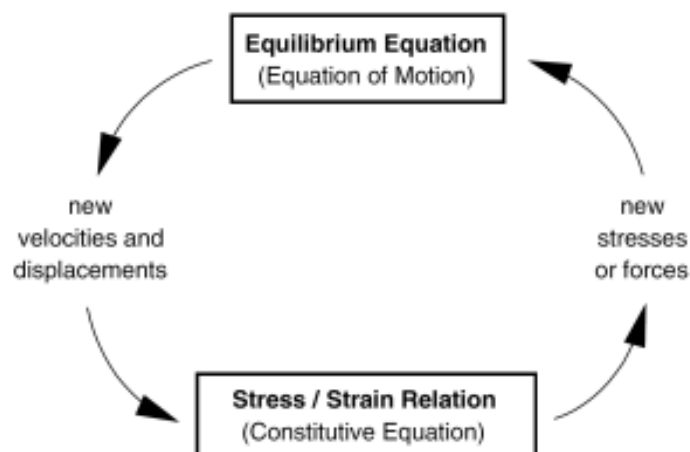 Equilibrium Equation
(Equation of Motion)
new
velocities and
displacements
new
stresses
or forces
Stress / Strain Relation
(Constitutive Equation)